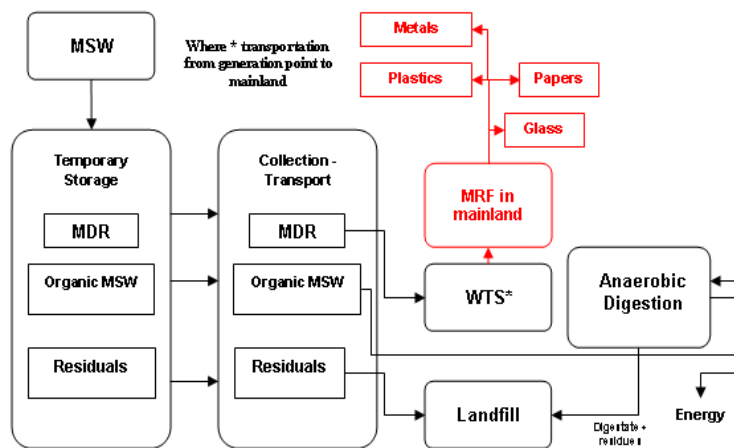 MSW
Where * transportation
from generation point to
mainland
Metals
Plastics
Papers
Glass
Temporary
Storage
Collection -
Transport
MRF in
mainland
MDR
MDR
Organic MSW
Organic MSW
WTS*
Anaerobic
Digestion
Residuals
Residuals
Landfill
Digestate +
residues
Energy